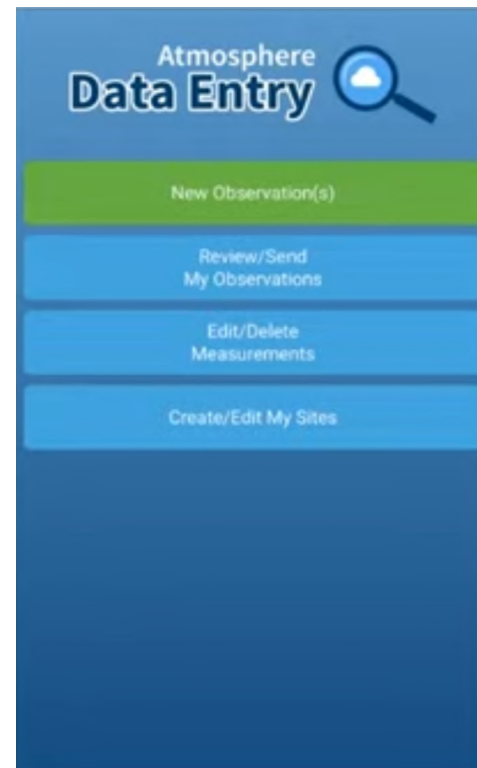 Atmosphere
Data Entry
New Observation(s)
Review/Send
My Observations
Edit/Delete
Measurements
Create/Edit My Sites